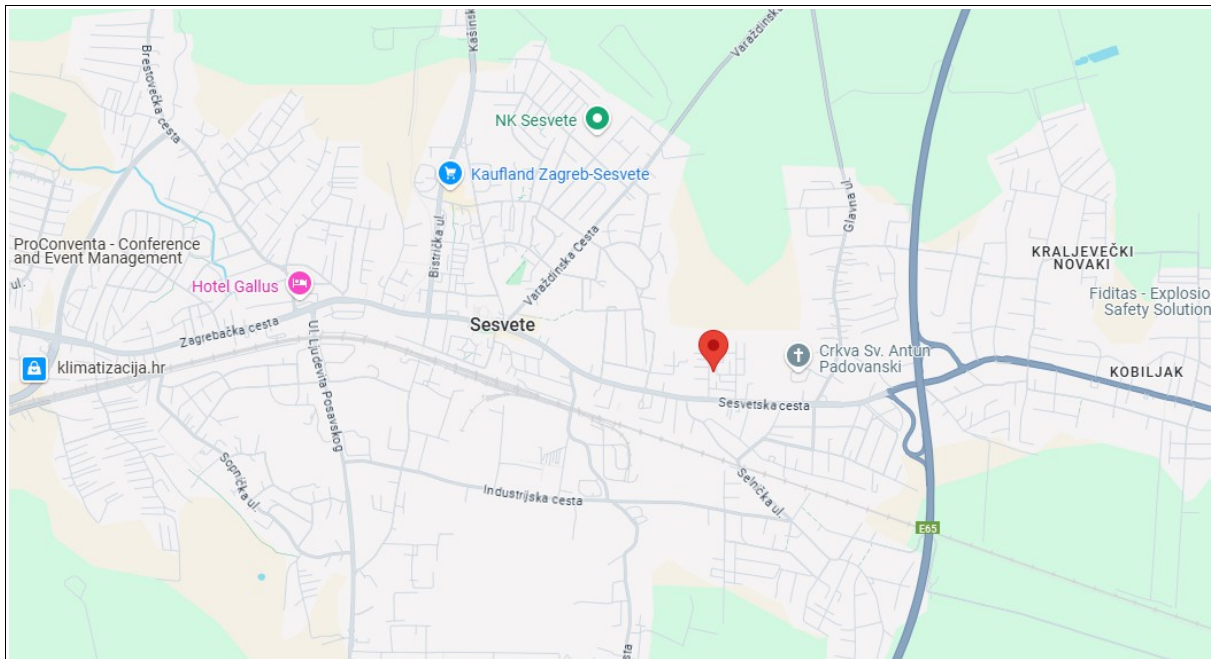 Brestovečka cesta
Kašinsk
Varaždinska
NK Sesvete
Kaufland Zagreb-Sesvete
Glavna ul.
Bistrička ul.
ProConventa - Conference
and Event Management
ul.
Hotel Gallus
Varaždinska Cesta
KRALJEVEČKI
NOVAKI
Fiditas - Explosio
Safety Solution
Zagrebačka cesta
Sesvete
klimatizacija.hr
Ul. Ljudevita Posavskog
Crkva Sv. Antun
Padovanski
KOBILJAK
Sesvetska cesta
Sopnička ul.
Industrijska cesta
Selnička ul.
E65
cesta